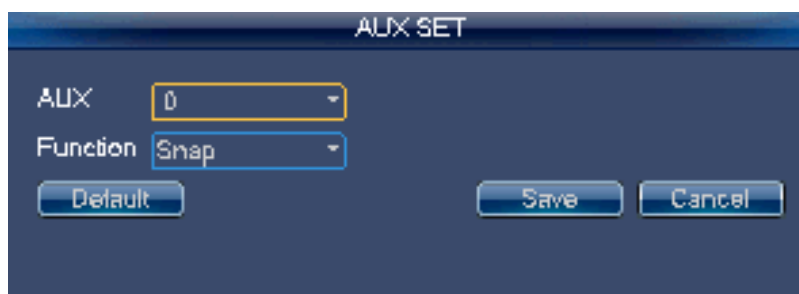 AUX SET
AUX 0
Function Snap
Default Save Cancel